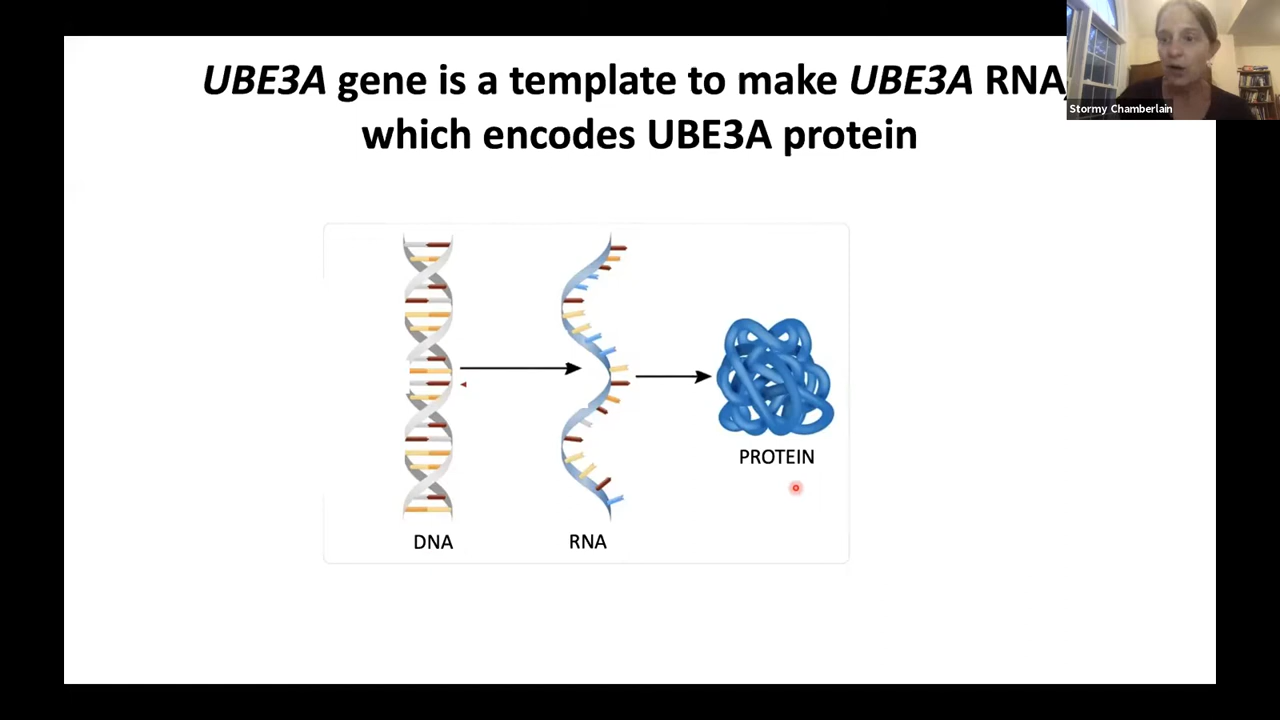 UBE3A gene is a template to make UBE3A RNA,
which encodes UBE3A protein
Stormy Chamberlain
PROTEIN
DNA
RNA